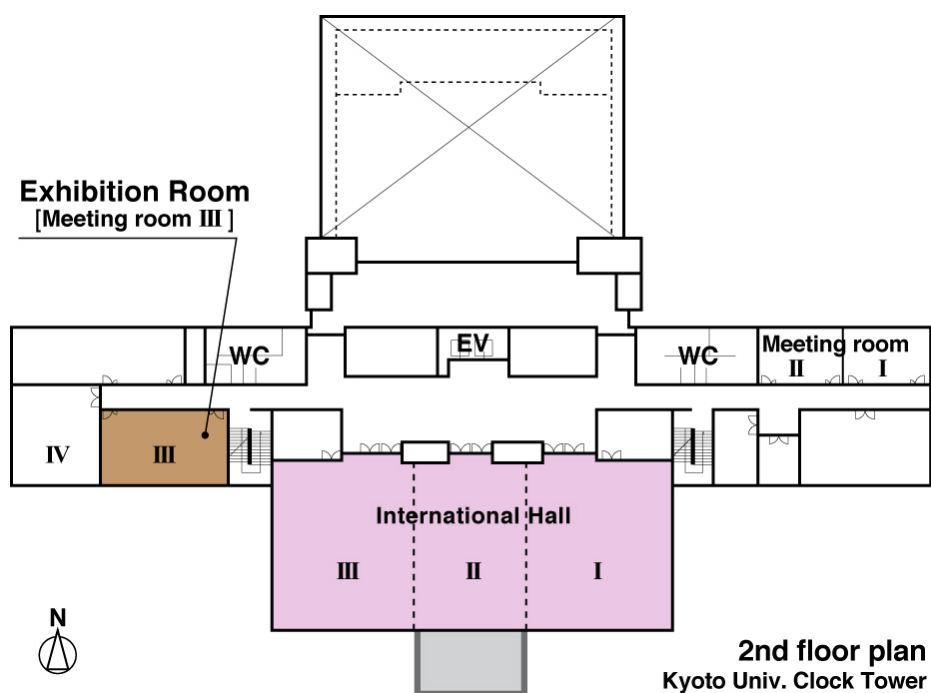 Exhibition Room
[Meeting room III ]
WC
EV
WC
Meeting room
II
I
IV
III
International Hall
III
II
I
N
2nd floor plan
Kyoto Univ. Clock Tower